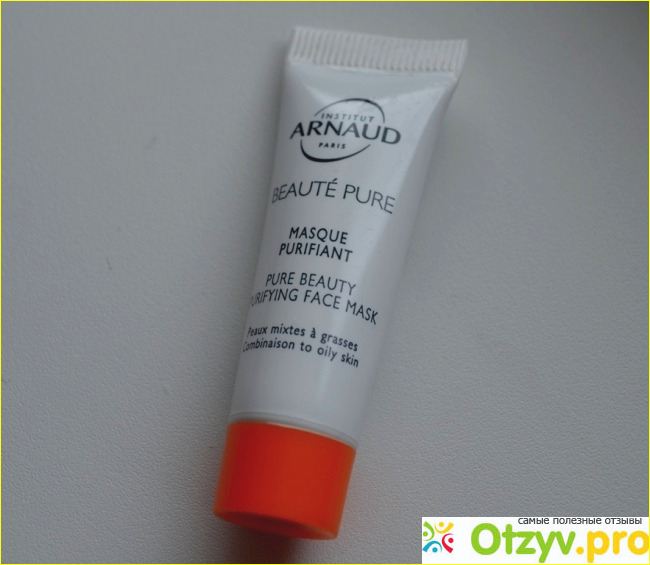 INSTITUT
ARNAUD
PARIS
BEAUTÉ PURE
MASQUE
PURIFIANT
PURE BEAUTY
PURIFYING FACE MASK
Peaux mixtes à grasses
Combinaison to oily skin
самые полезные отзывы
Otzyv.pro